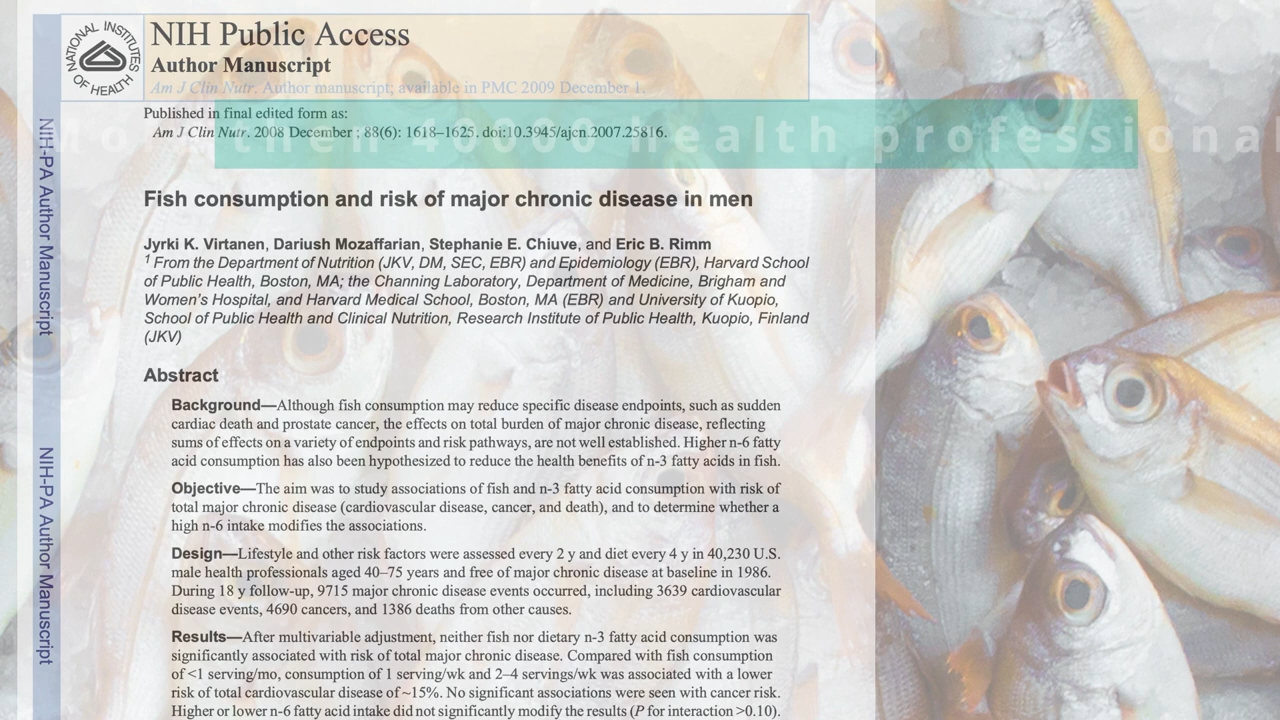 NATIONAL INSTITUTES OF HEALTH
NIH Public Access
Author Manuscript
Am J Clin Nutr. Author manuscript; available in PMC 2009 December 1.
Published in final edited form as:
Am J Clin Nutr. 2008 December ; 88(6): 1618–1625. doi:10.3945/ajcn.2007.25816.
More then 40000 health professiona
Fish consumption and risk of major chronic disease in men
Jyrki K. Virtanen, Dariush Mozaffarian, Stephanie E. Chiuve, and Eric B. Rimm
1 From the Department of Nutrition (JKV, DM, SEC, EBR) and Epidemiology (EBR), Harvard School
of Public Health, Boston, MA; the Channing Laboratory, Department of Medicine, Brigham and
Women's Hospital, and Harvard Medical School, Boston, MA (EBR) and University of Kuopio,
School of Public Health and Clinical Nutrition, Research Institute of Public Health, Kuopio, Finland
(JKV)
Abstract
Background—Although fish consumption may reduce specific disease endpoints, such as sudden
cardiac death and prostate cancer, the effects on total burden of major chronic disease, reflecting
sums of effects on a variety of endpoints and risk pathways, are not well established. Higher n-6 fatty
acid consumption has also been hypothesized to reduce the health benefits of n-3 fatty acids in fish.
Objective—The aim was to study associations of fish and n-3 fatty acid consumption with risk of
total major chronic disease (cardiovascular disease, cancer, and death), and to determine whether a
high n-6 intake modifies the associations.
Design—Lifestyle and other risk factors were assessed every 2 y and diet every 4 y in 40,230 U.S.
male health professionals aged 40–75 years and free of major chronic disease at baseline in 1986.
During 18 y follow-up, 9715 major chronic disease events occurred, including 3639 cardiovascular
disease events, 4690 cancers, and 1386 deaths from other causes.
Results—After multivariable adjustment, neither fish nor dietary n-3 fatty acid consumption was
significantly associated with risk of total major chronic disease. Compared with fish consumption
of <1 serving/mo, consumption of 1 serving/wk and 2–4 servings/wk was associated with a lower
risk of total cardiovascular disease of ~15%. No significant associations were seen with cancer risk.
Higher or lower n-6 fatty acid intake did not significantly modify the results (P for interaction >0.10).
NIH-PA Author Manuscript
NIH-PA Author Manuscript